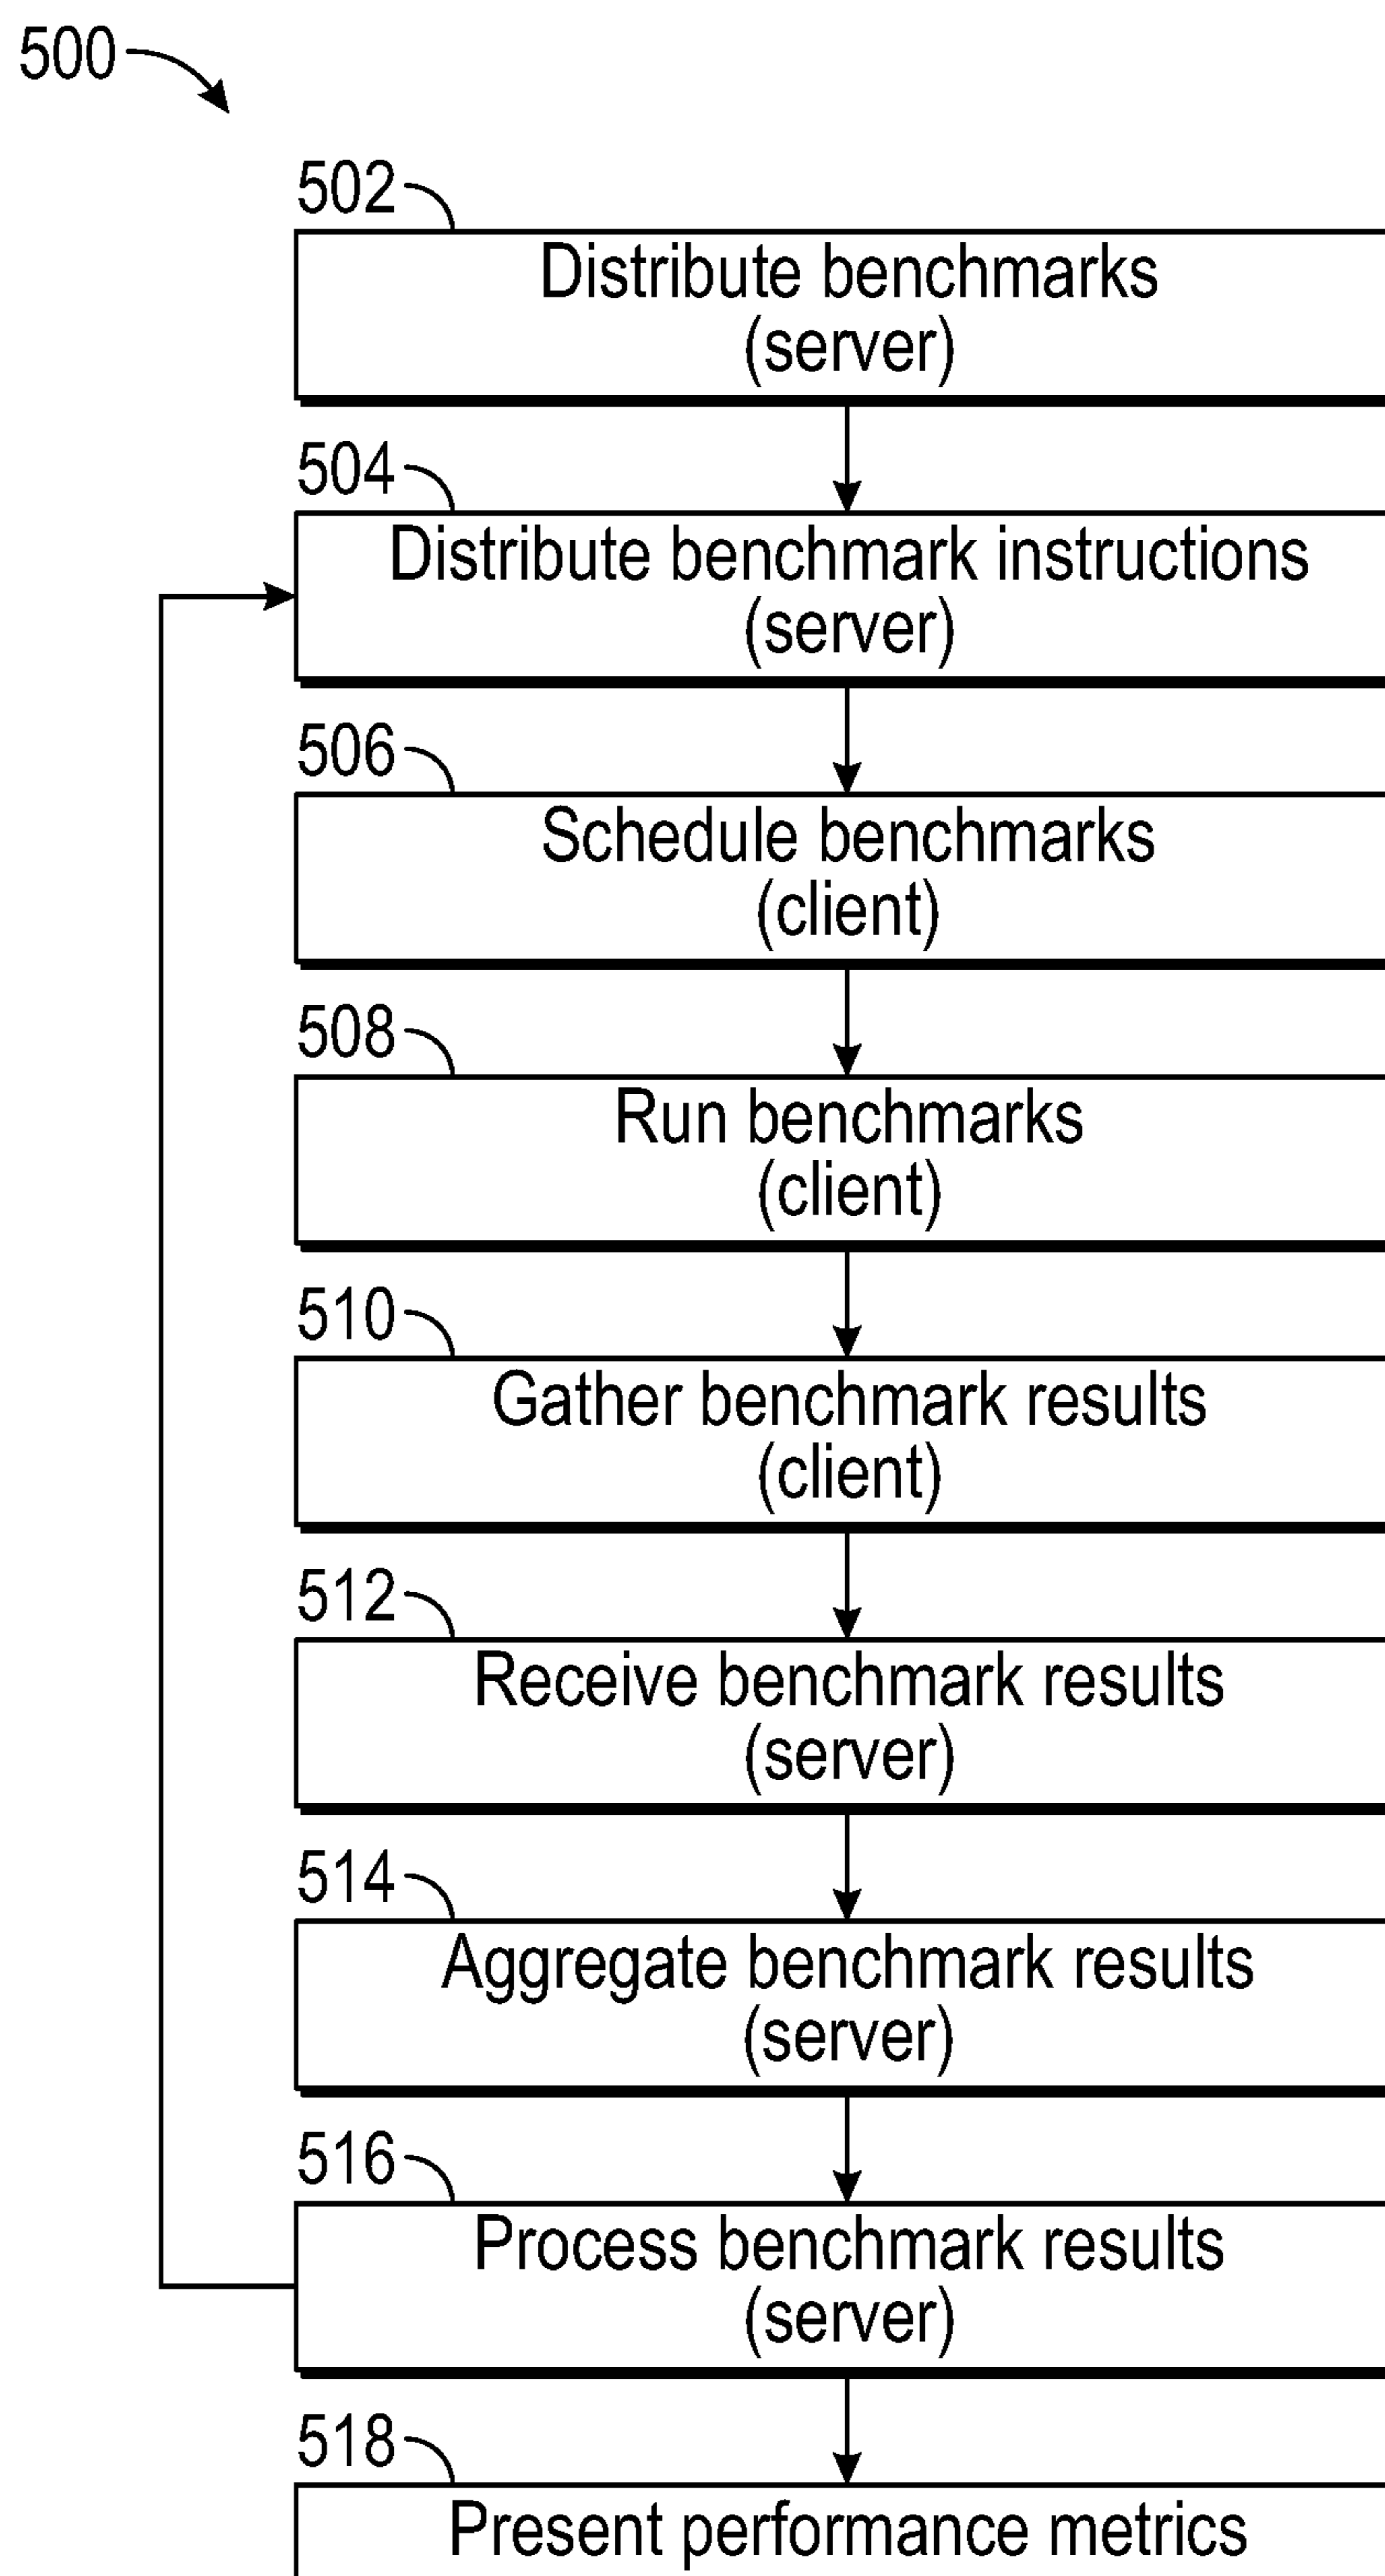 500
502
Distribute benchmarks
(server)
504
Distribute benchmark instructions
(server)
506
Schedule benchmarks
(client)
508
Run benchmarks
(client)
510
Gather benchmark results
(client)
512
Receive benchmark results
(server)
514
Aggregate benchmark results
(server)
516
Process benchmark results
(server)
518
Present performance metrics